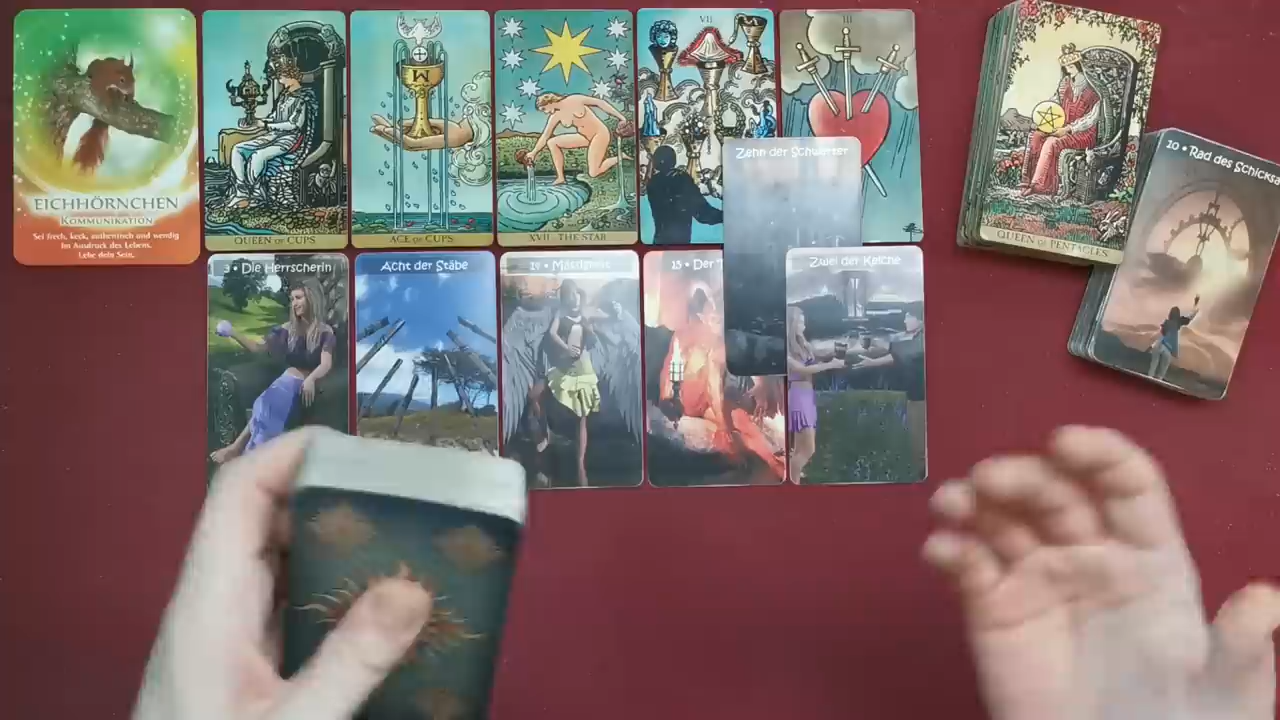 EICHHÖRNCHEN
KOMMUNIKATION
Sei frech, keck, authentisch und wendig
im Ausdruck des Lebens.
Lebe dein Sein.
QUEEN OF CUPS
ACE OF CUPS
XVII THE STAR
VII
III
Zehn der Schwerter
QUEEN OF PENTACLES
10 • Rad des Schicksa
3 • Die Herrscherin
Acht der Stäbe
15 • Der
Zwei der Kelche